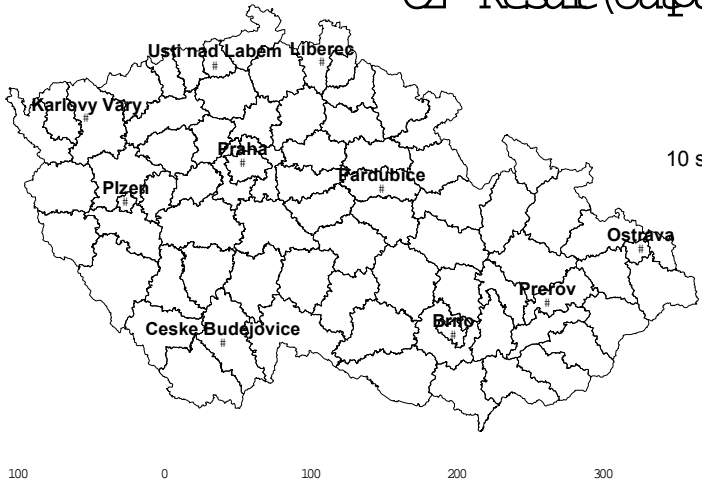 Usti nad Labem Liberec
#
#
Karlovy Vary
#
Praha
#
10 s
Pardubice
#
Plzen
#
Ostrava
#
Prerov
#
Brno
#
Ceske Budejovice
#
100 0 100 200 300